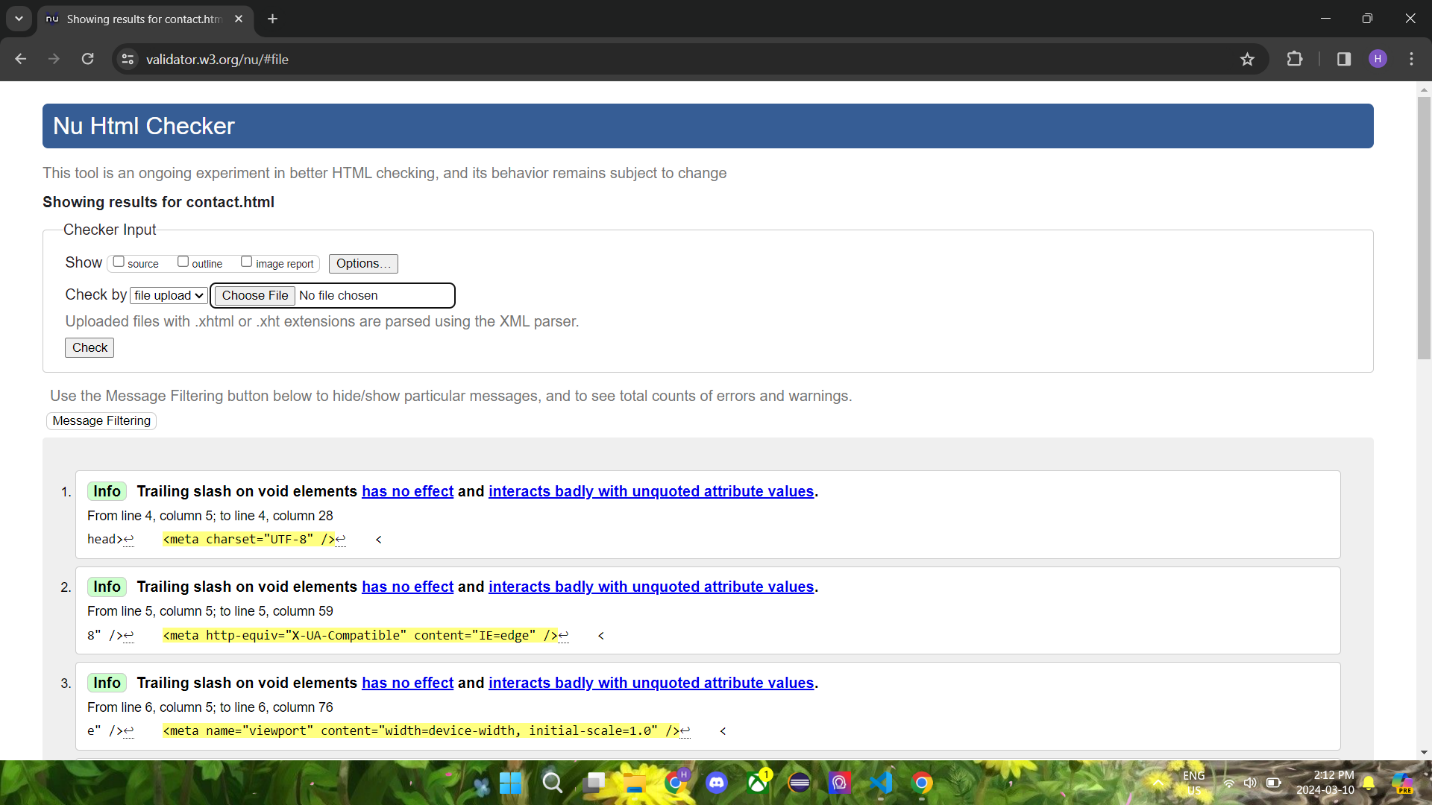 nu Showing results for contact.htm
validator.w3.org/nu/#file
H
Nu Html Checker
This tool is an ongoing experiment in better HTML checking, and its behavior remains subject to change
Showing results for contact.html
Checker Input
Show source outline image report Options…
Check by file upload Choose File No file chosen
Uploaded files with .xhtml or .xht extensions are parsed using the XML parser.
Check
Use the Message Filtering button below to hide/show particular messages, and to see total counts of errors and warnings.
Message Filtering
1. Info Trailing slash on void elements has no effect and interacts badly with unquoted attribute values.
From line 4, column 5; to line 4, column 28
head>↩ <meta charset="UTF-8" />↩ <
2. Info Trailing slash on void elements has no effect and interacts badly with unquoted attribute values.
From line 5, column 5; to line 5, column 59
8" />↩ <meta http-equiv="X-UA-Compatible" content="IE=edge" />↩ <
3. Info Trailing slash on void elements has no effect and interacts badly with unquoted attribute values.
From line 6, column 5; to line 6, column 76
e" />↩ <meta name="viewport" content="width=device-width, initial-scale=1.0" />↩ <
H
1
ENG
US
2:12 PM
2024-03-10
PRE